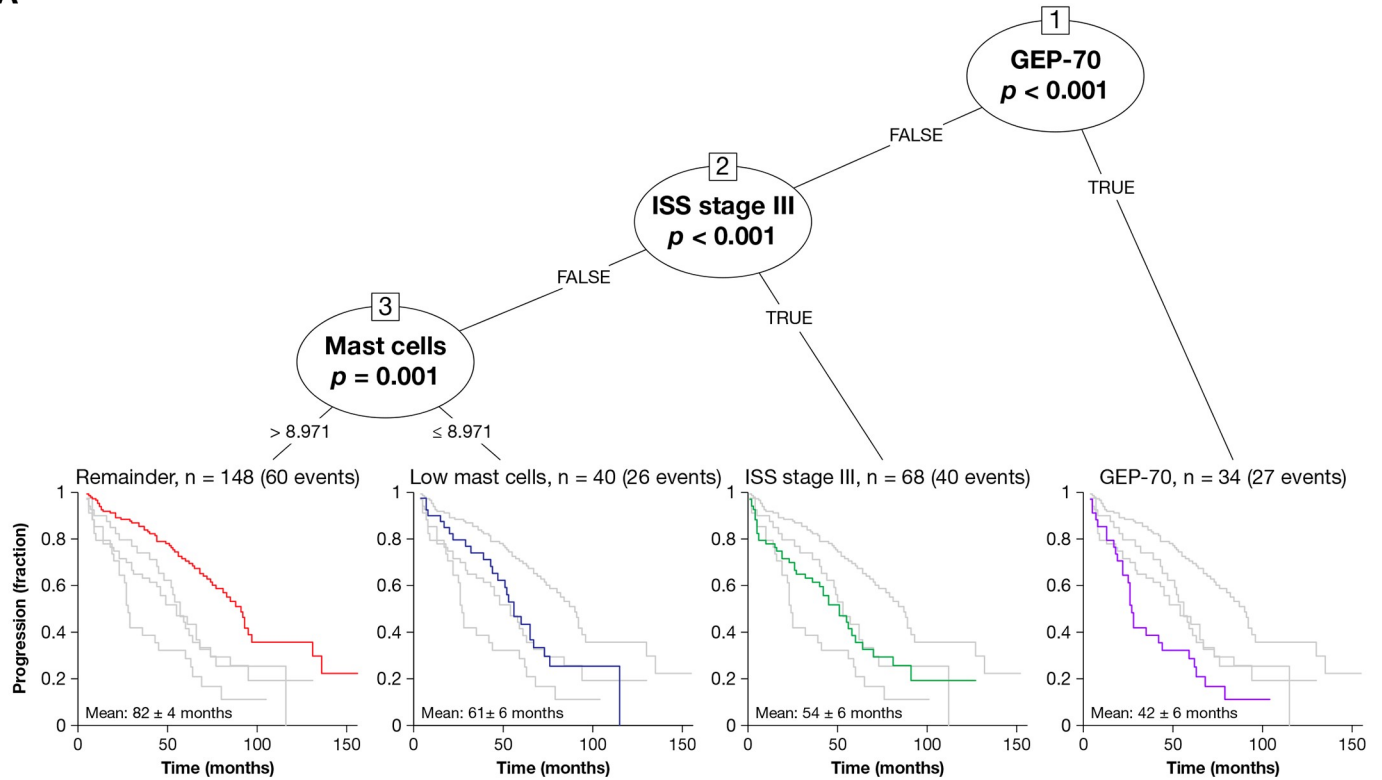 1
GEP-70
p < 0.001
FALSE
TRUE
2
ISS stage III
p < 0.001
FALSE
TRUE
3
Mast cells
p = 0.001
> 8.971
≤ 8.971
Remainder, n = 148 (60 events)
Low mast cells, n = 40 (26 events)
ISS stage III, n = 68 (40 events)
GEP-70, n = 34 (27 events)
Progression (fraction)
1
0.8
0.6
0.4
0.2
0
Mean: 82 ± 4 months
0 50 100 150
Time (months)
1
0.8
0.6
0.4
0.2
0
Mean: 61± 6 months
0 50 100 150
Time (months)
1
0.8
0.6
0.4
0.2
0
Mean: 54 ± 6 months
0 50 100 150
Time (months)
1
0.8
0.6
0.4
0.2
0
Mean: 42 ± 6 months
0 50 100 150
Time (months)